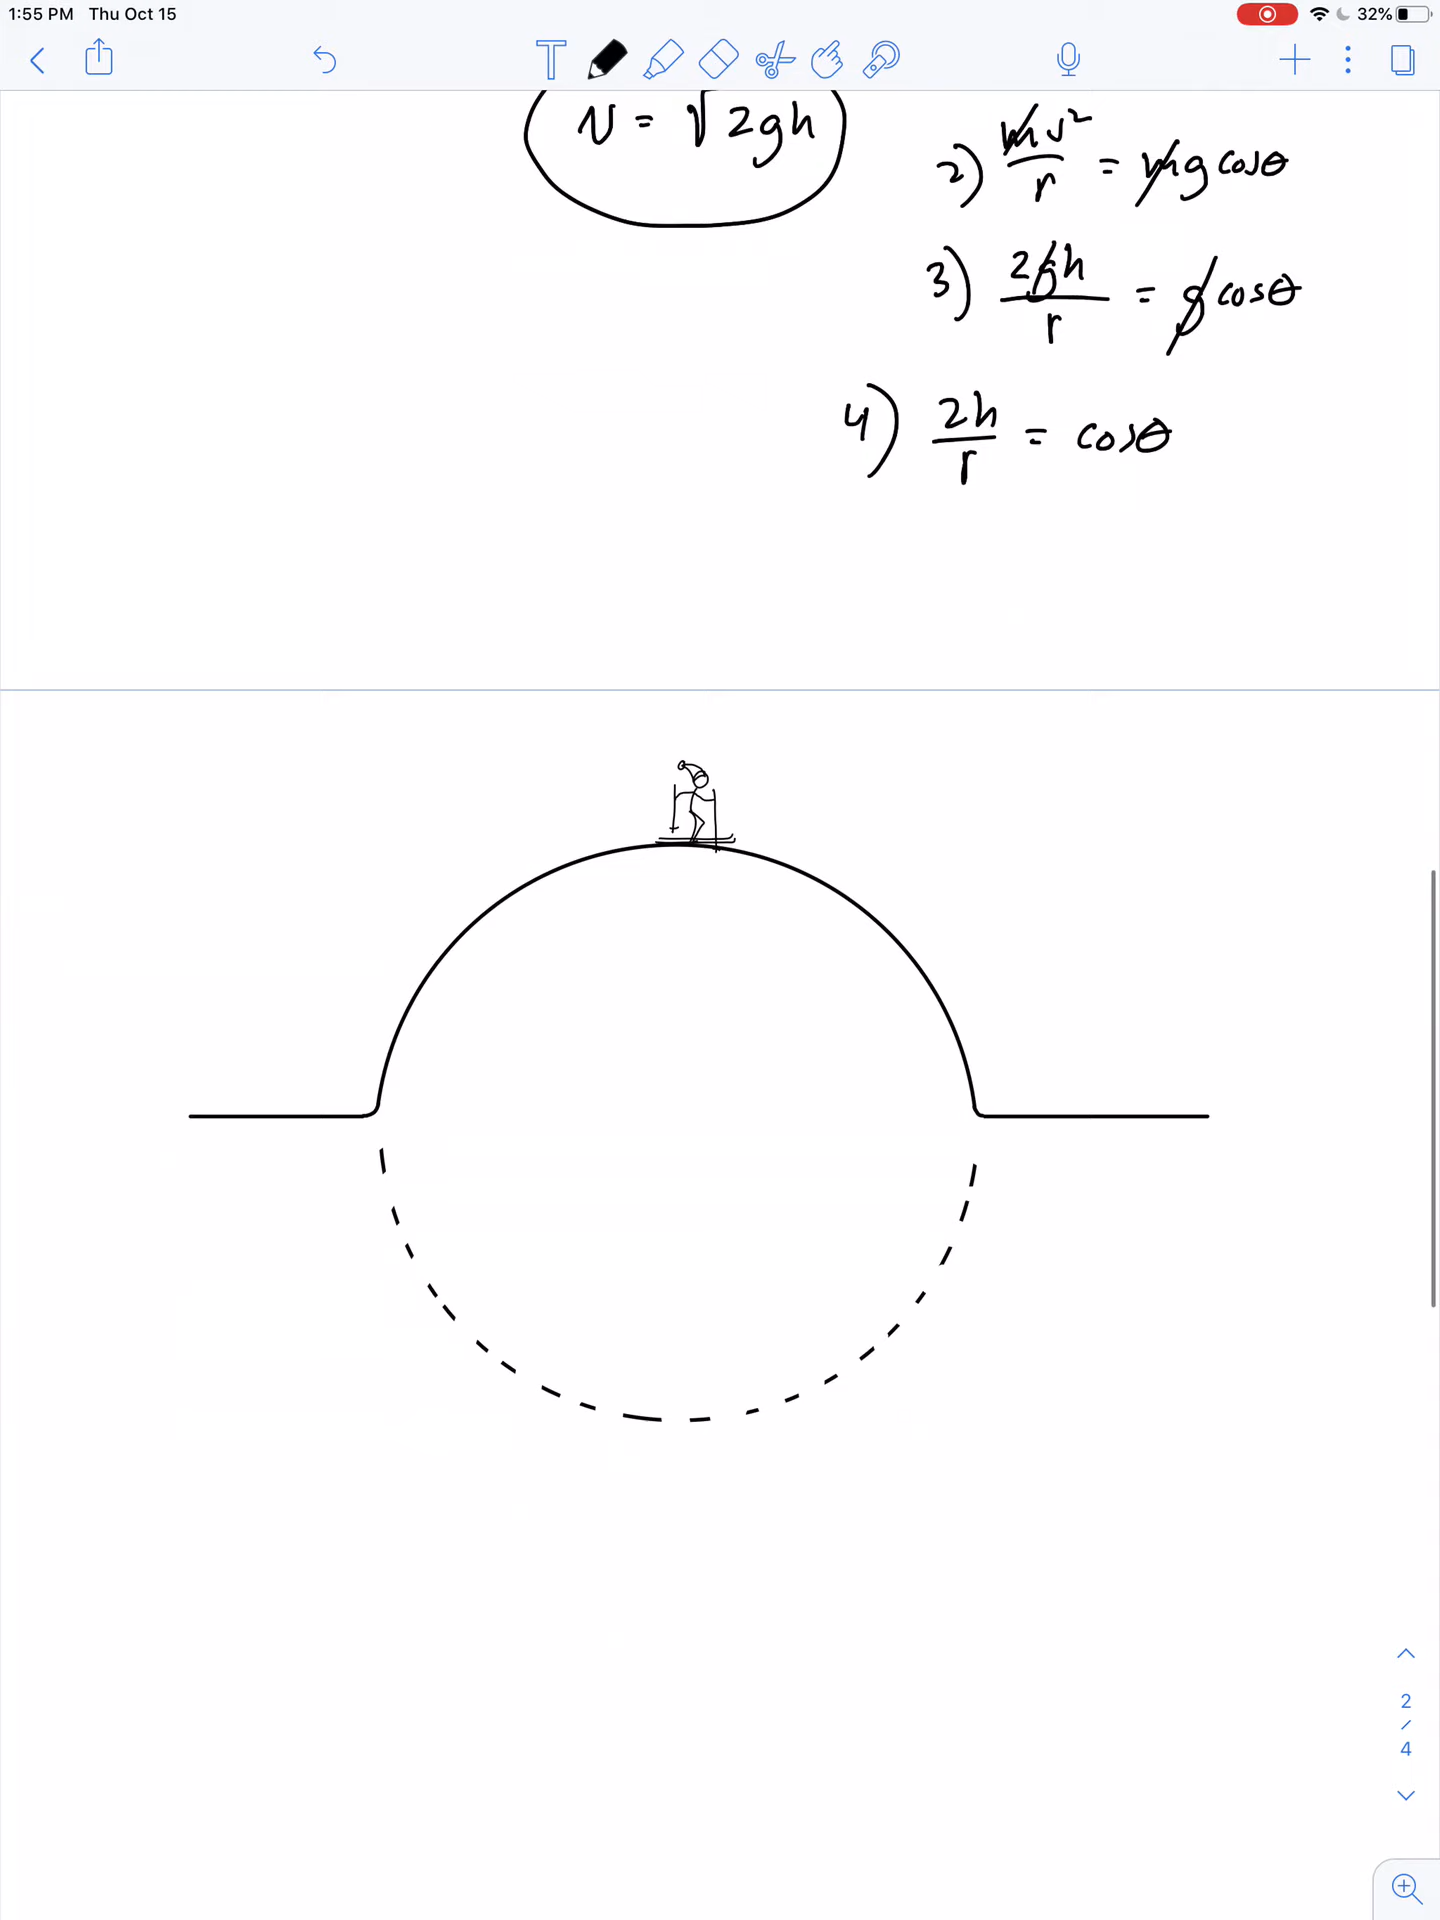 1:55 PM Thu Oct 15
32%
T
v = √2gh
2) mv²/r = mg cosθ
3) 2gh/r = g cosθ
4) 2h/r = cosθ
2
/
4